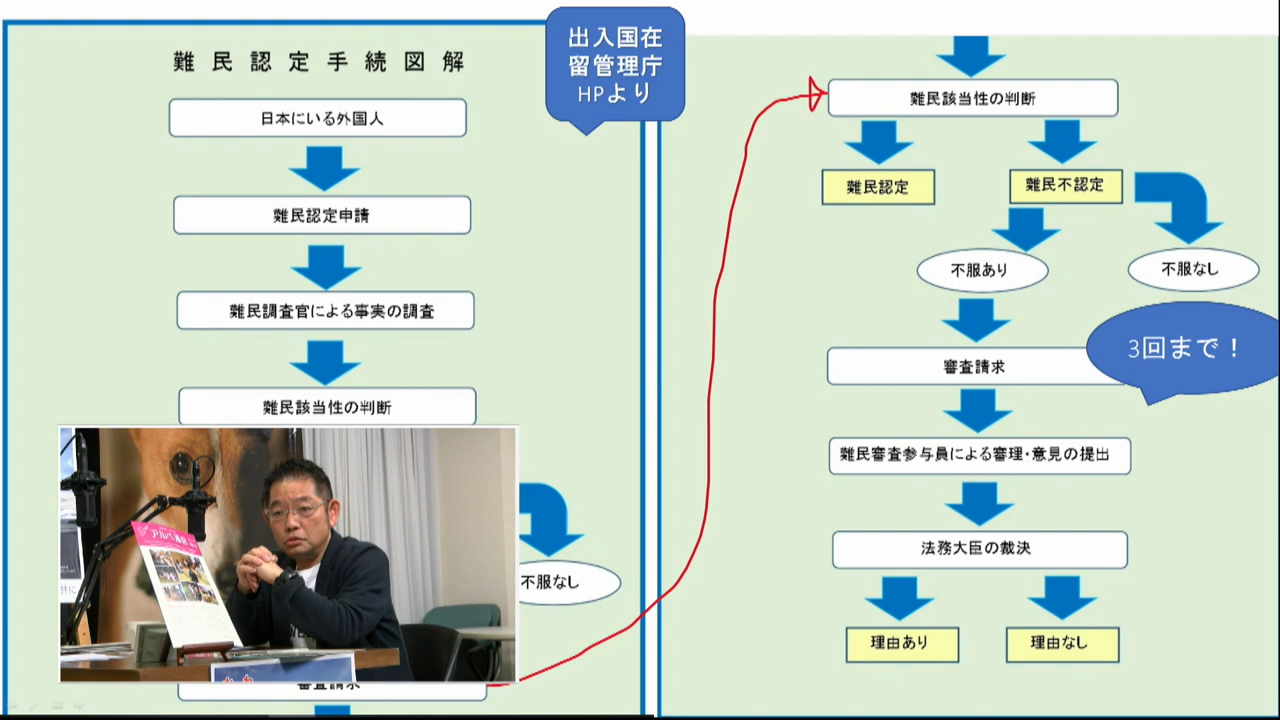 難民認定手続図解
日本にいる外国人
難民認定申請
難民調査官による事実の調査
難民該当性の判断
不服なし
審査請求
アルペ通信
出入国在
留管理庁
HPより
難民該当性の判断
難民認定
難民不認定
不服あり
不服なし
3回まで！
審査請求
難民審査参与員による審理・意見の提出
法務大臣の裁決
理由あり
理由なし